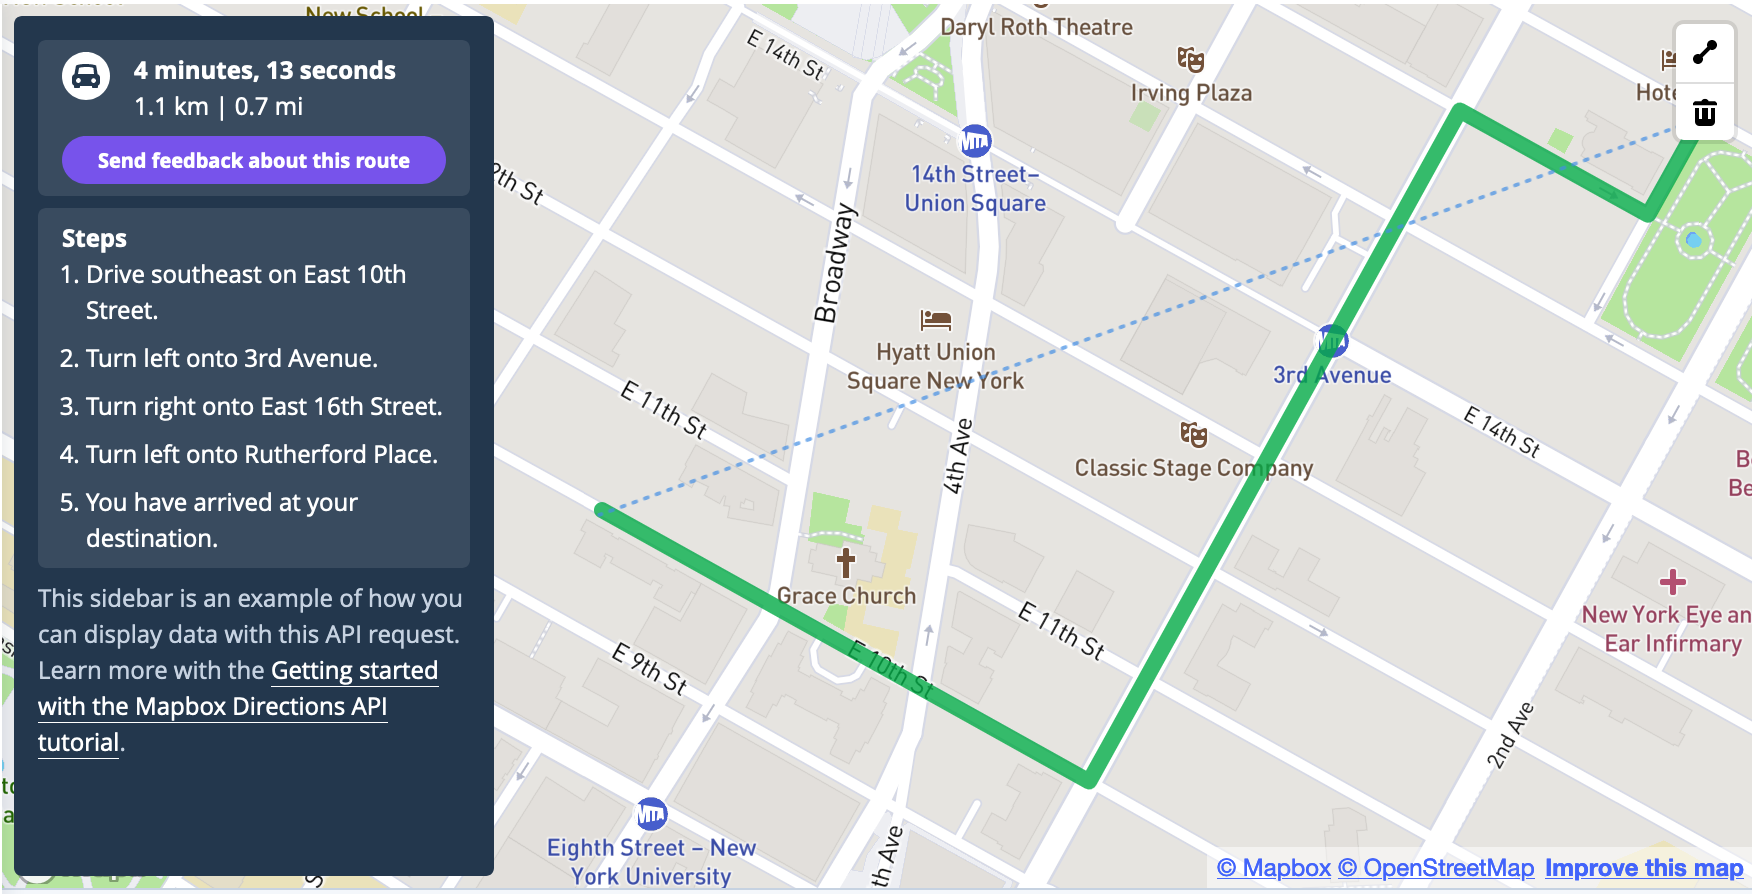 4 minutes, 13 seconds
1.1 km | 0.7 mi
Send feedback about this route
Steps
1. Drive southeast on East 10th
Street.
2. Turn left onto 3rd Avenue.
3. Turn right onto East 16th Street.
4. Turn left onto Rutherford Place.
5. You have arrived at your
destination.
This sidebar is an example of how you
can display data with this API request.
Learn more with the Getting started
with the Mapbox Directions API
tutorial.
New School
E 14th St
Daryl Roth Theatre
Irving Plaza
Hote
MTA
14th Street–
Union Square
Broadway
Hyatt Union
Square New York
MTA
3rd Avenue
E 11th St
4th Ave
Classic Stage Company
E 14th St
Grace Church
E 10th St
E 11th St
E 9th St
New York Eye an
Ear Infirmary
2nd Ave
MTA
Eighth Street – New
York University
th Ave
© Mapbox © OpenStreetMap Improve this map